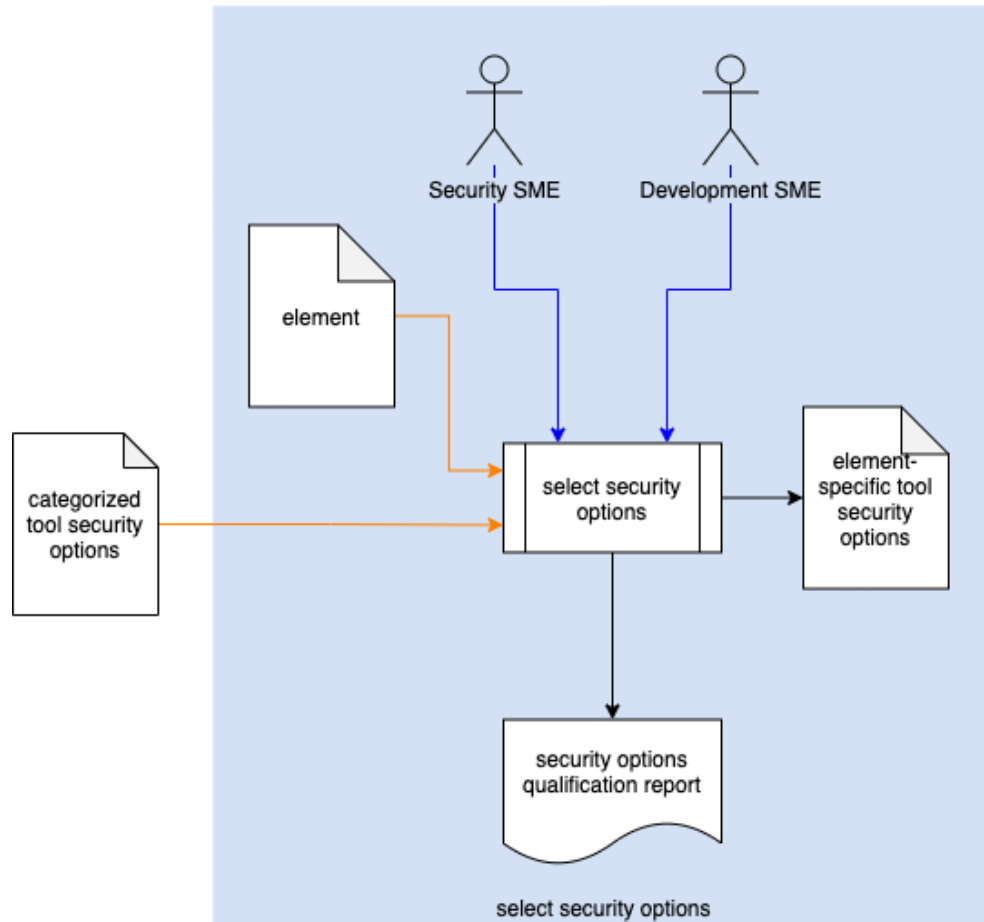 Security SME
Development SME
element
categorized
tool security
options
select security
options
element-
specific tool
security
options
security options
qualification report
select security options